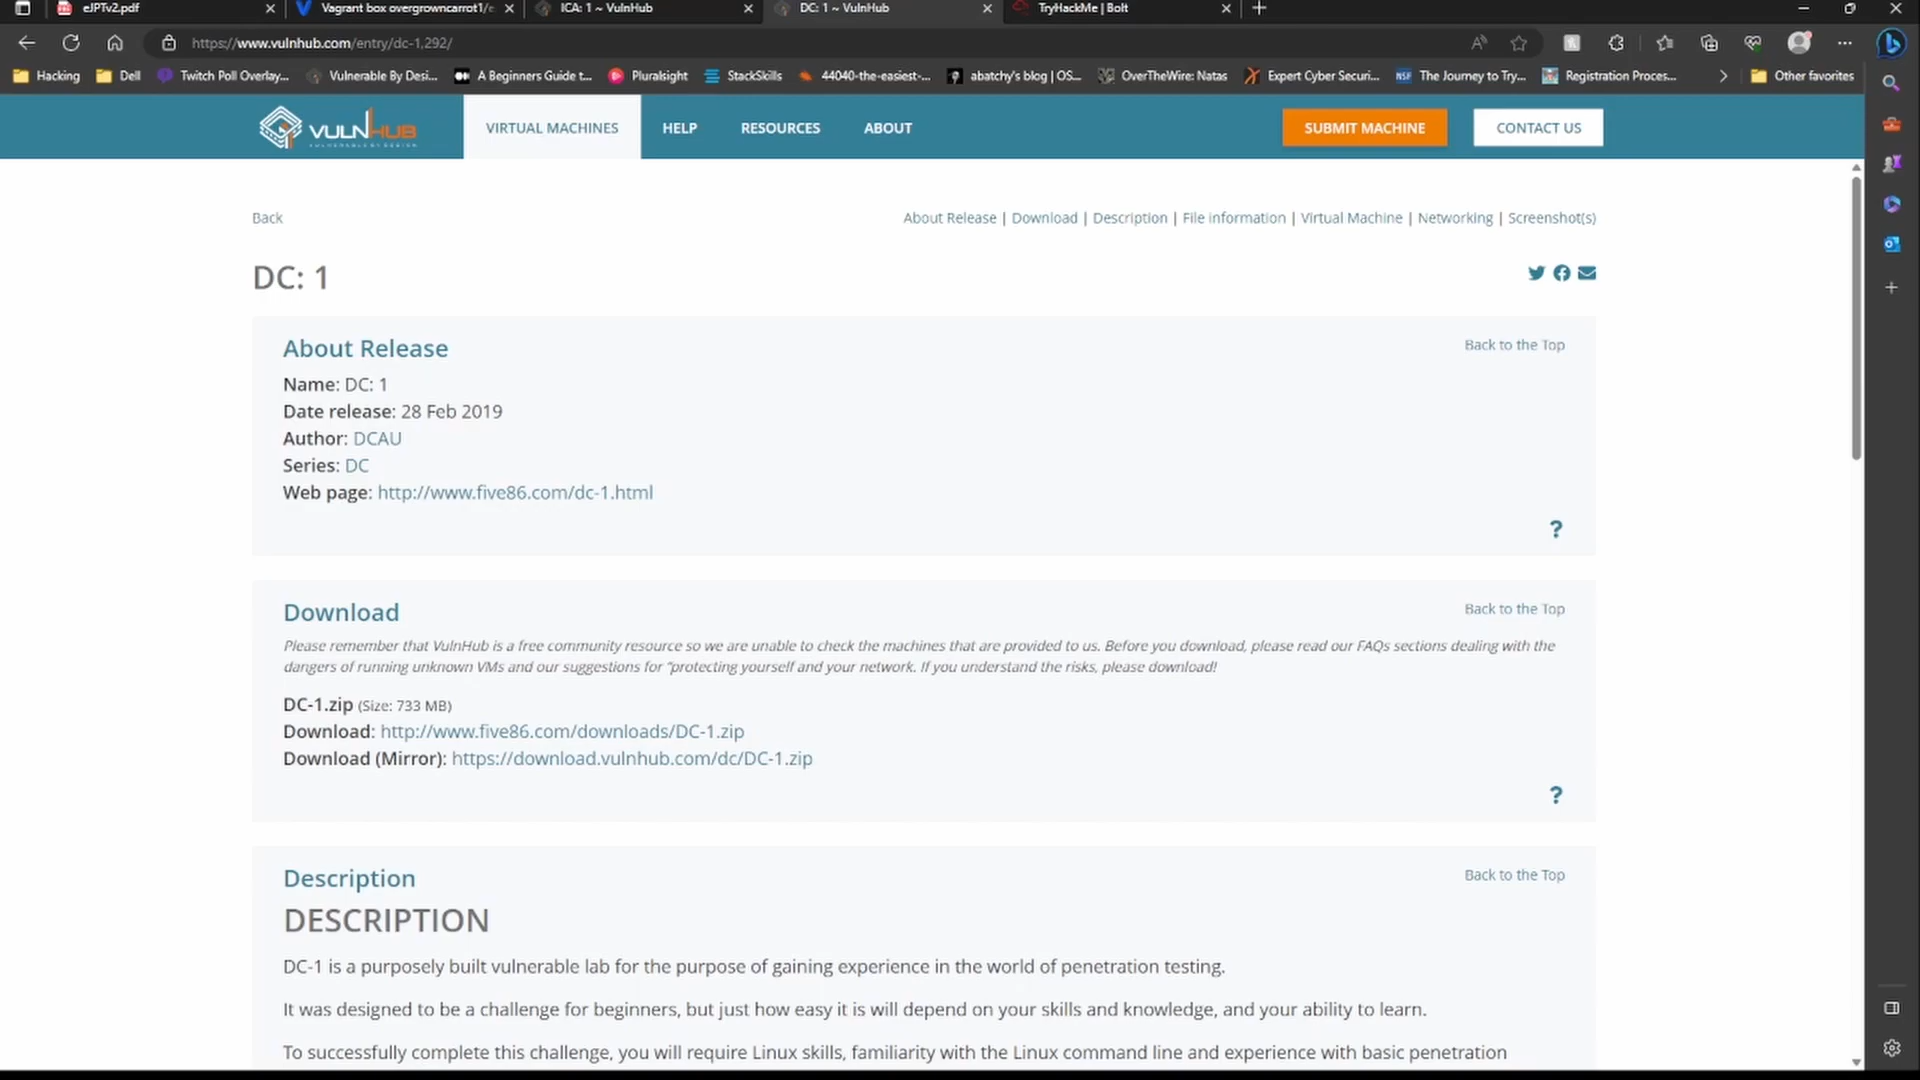 eJPTv2.pdf
Vagrant box overgrowncarrot1/e
ICA: 1 ~ VulnHub
DC: 1 ~ VulnHub
TryHackMe | Bolt
https://www.vulnhub.com/entry/dc-1,292/
Hacking
Dell
Twitch Poll Overlay...
Vulnerable By Desi...
A Beginners Guide t...
Pluralsight
StackSkills
44040-the-easiest-...
abatchy's blog | OS...
OverTheWire: Natas
Expert Cyber Securi...
The Journey to Try...
Registration Proces...
Other favorites
VULNHUB
VULNERABLE BY DESIGN
VIRTUAL MACHINES
HELP
RESOURCES
ABOUT
SUBMIT MACHINE
CONTACT US
Back
About Release | Download | Description | File information | Virtual Machine | Networking | Screenshot(s)
DC: 1
About Release
Back to the Top
Name: DC: 1
Date release: 28 Feb 2019
Author: DCAU
Series: DC
Web page: http://www.five86.com/dc-1.html
?
Download
Back to the Top
Please remember that VulnHub is a free community resource so we are unable to check the machines that are provided to us. Before you download, please read our FAQs sections dealing with the
dangers of running unknown VMs and our suggestions for “protecting yourself and your network. If you understand the risks, please download!
DC-1.zip (Size: 733 MB)
Download: http://www.five86.com/downloads/DC-1.zip
Download (Mirror): https://download.vulnhub.com/dc/DC-1.zip
?
Description
Back to the Top
DESCRIPTION
DC-1 is a purposely built vulnerable lab for the purpose of gaining experience in the world of penetration testing.
It was designed to be a challenge for beginners, but just how easy it is will depend on your skills and knowledge, and your ability to learn.
To successfully complete this challenge, you will require Linux skills, familiarity with the Linux command line and experience with basic penetration